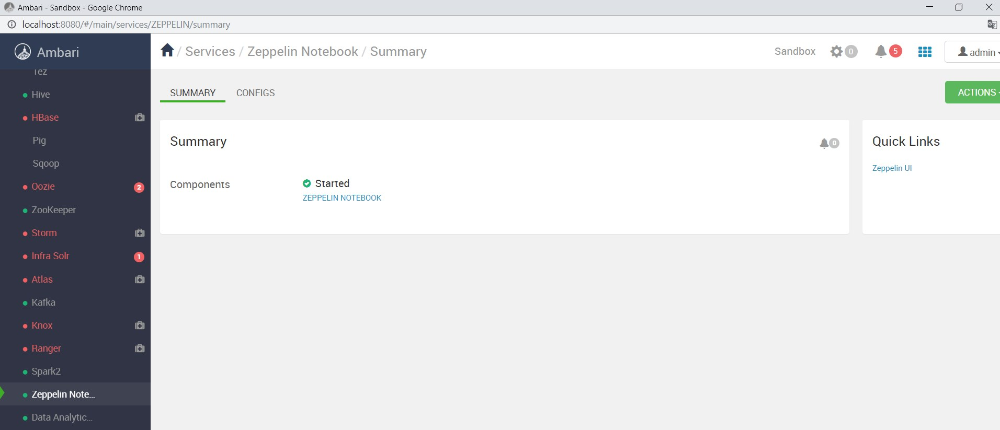 Ambari - Sandbox - Google Chrome
localhost:8080/#/main/services/ZEPPELIN/summary
Ambari
/ Services / Zeppelin Notebook / Summary
Sandbox
0
5
admin
Tez
Hive
HBase
Pig
Sqoop
Oozie 2
ZooKeeper
Storm
Infra Solr 1
Atlas
Kafka
Knox
Ranger
Spark2
Zeppelin Note...
Data Analytic...
SUMMARY CONFIGS
ACTIONS
Summary
0
Components
Started
ZEPPELIN NOTEBOOK
Quick Links
Zeppelin UI